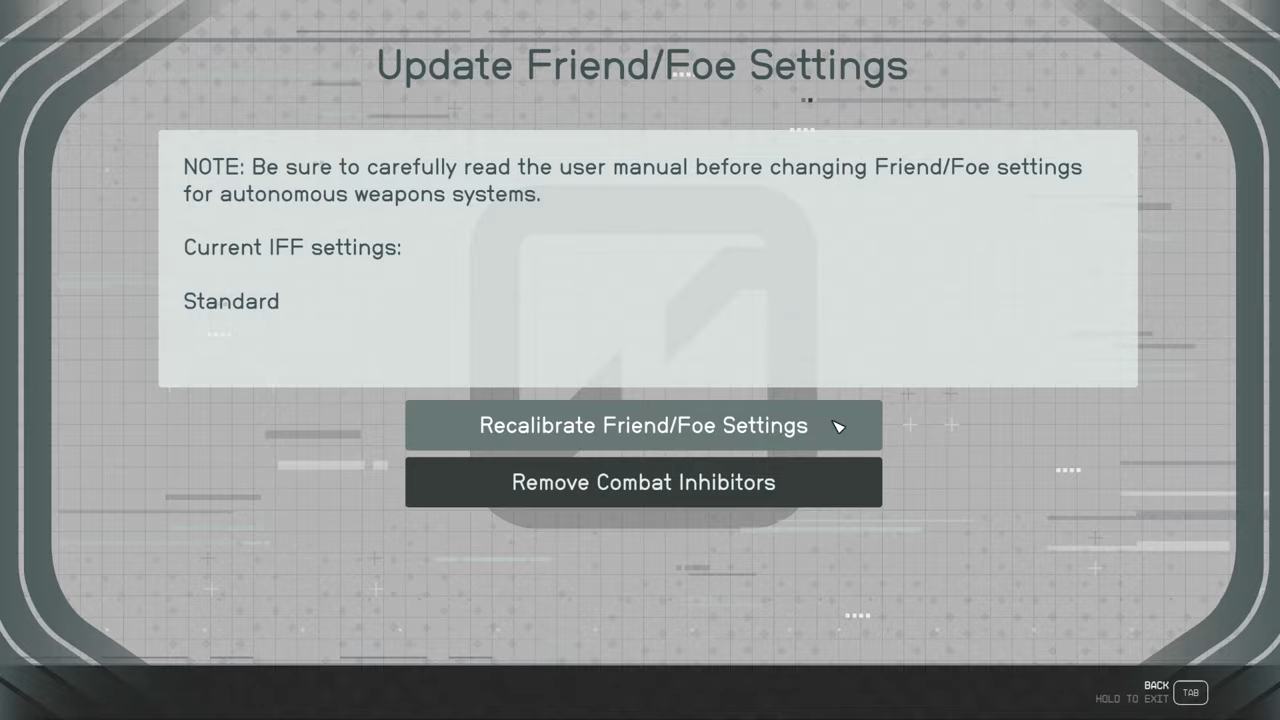 Update Friend/Foe Settings
NOTE: Be sure to carefully read the user manual before changing Friend/Foe settings
for autonomous weapons systems.
Current IFF settings:
Standard
Recalibrate Friend/Foe Settings
Remove Combat Inhibitors
BACK
HOLD TO EXIT
TAB